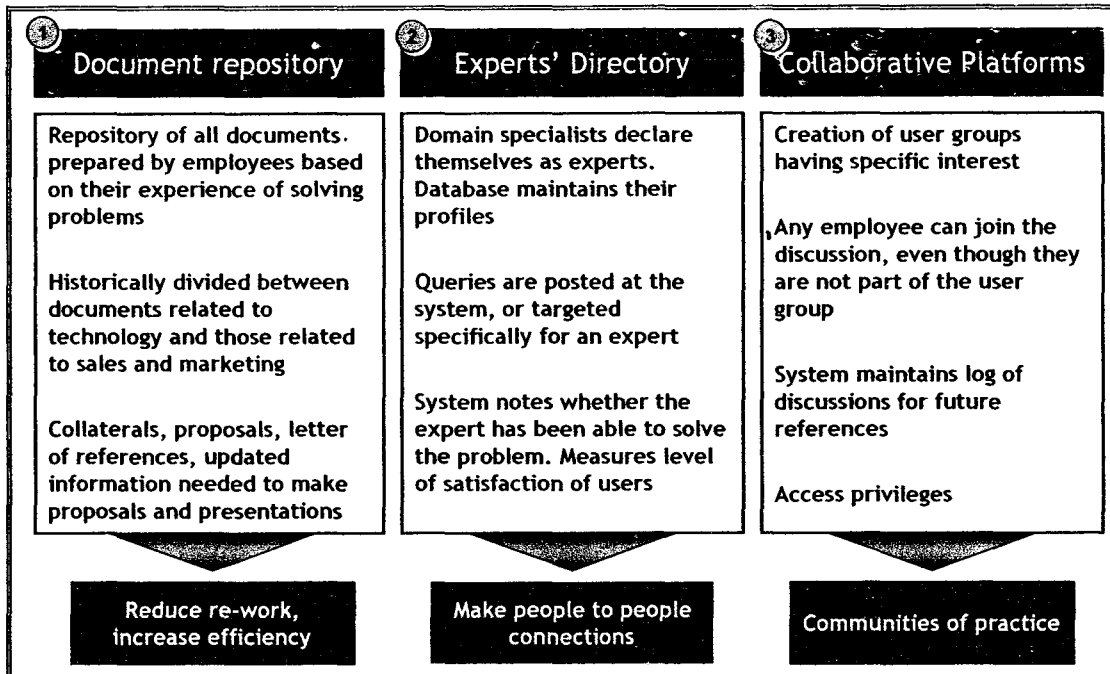 1
Document repository
Repository of all documents.
prepared by employees based
on their experience of solving
problems
Historically divided between
documents related to
technology and those related
to sales and marketing
Collaterals, proposals, letter
of references, updated
information needed to make
proposals and presentations
Reduce re-work,
increase efficiency
2
Experts' Directory
Domain specialists declare
themselves as experts.
Database maintains their
profiles
Queries are posted at the
system, or targeted
specifically for an expert
System notes whether the
expert has been able to solve
the problem. Measures level
of satisfaction of users
Make people to people
connections
3
Collaborative Platforms
Creation of user groups
having specific interest
Any employee can join the
discussion, even though they
are not part of the user
group
System maintains log of
discussions for future
references
Access privileges
Communities of practice